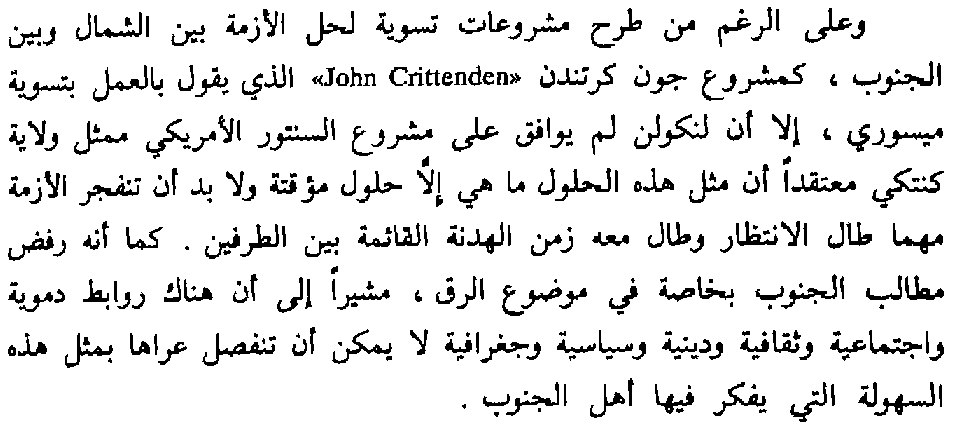 وعلى الرغم من طرح مشروعات تسوية لحل الأزمة بين الشمال وبين
الجنوب ، كمشروع جون كرتندن «John Crittenden» الذي يقول بالعمل بتسوية
ميسوري ، إلا أن لنكولن لم يوافق على مشروع السنتور الأمريكي ممثل ولاية
كنتكي معتقداً أن مثل هذه الحلول ما هي إلَّا حلول مؤقتة ولا بد أن تنفجر الأزمة
مهما طال الانتظار وطال معه زمن الهدنة القائمة بين الطرفين . كما أنه رفض
مطالب الجنوب بخاصة في موضوع الرق ، مشيراً إلى أن هناك روابط دموية
واجتماعية وثقافية ودينية وسياسية وجغرافية لا يمكن أن تنفصل عراها بمثل هذه
السهولة التي يفكر فيها أهل الجنوب .